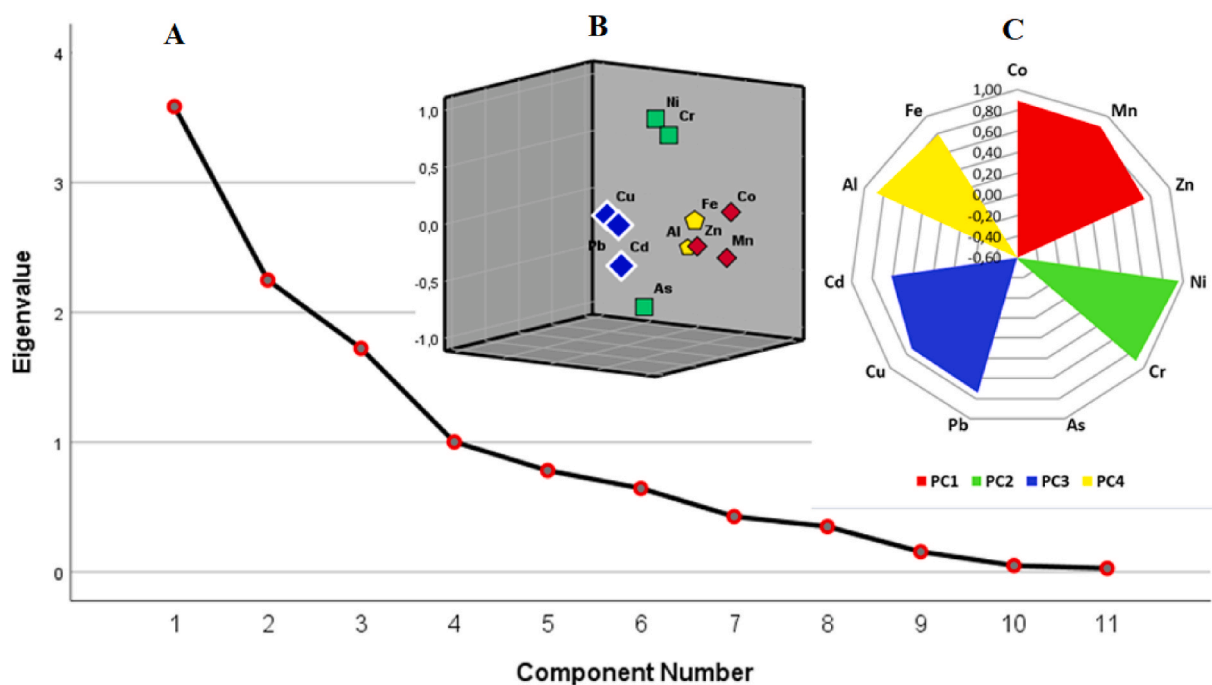 A
B
C
Eigenvalue
4
3
2
1
0
1 2 3 4 5 6 7 8 9 10 11
Component Number
1,0
0,5
0,0
-0,5
-1,0
Ni
Cr
Cu
Fe
Co
Pb
Cd
Al
Zn
Mn
As
Co
1,00
0,80
0,60
0,40
0,20
0,00
-0,20
-0,40
-0,60
Mn
Zn
Ni
Cr
As
Pb
Cu
Cd
Al
Fe
PC1 PC2 PC3 PC4